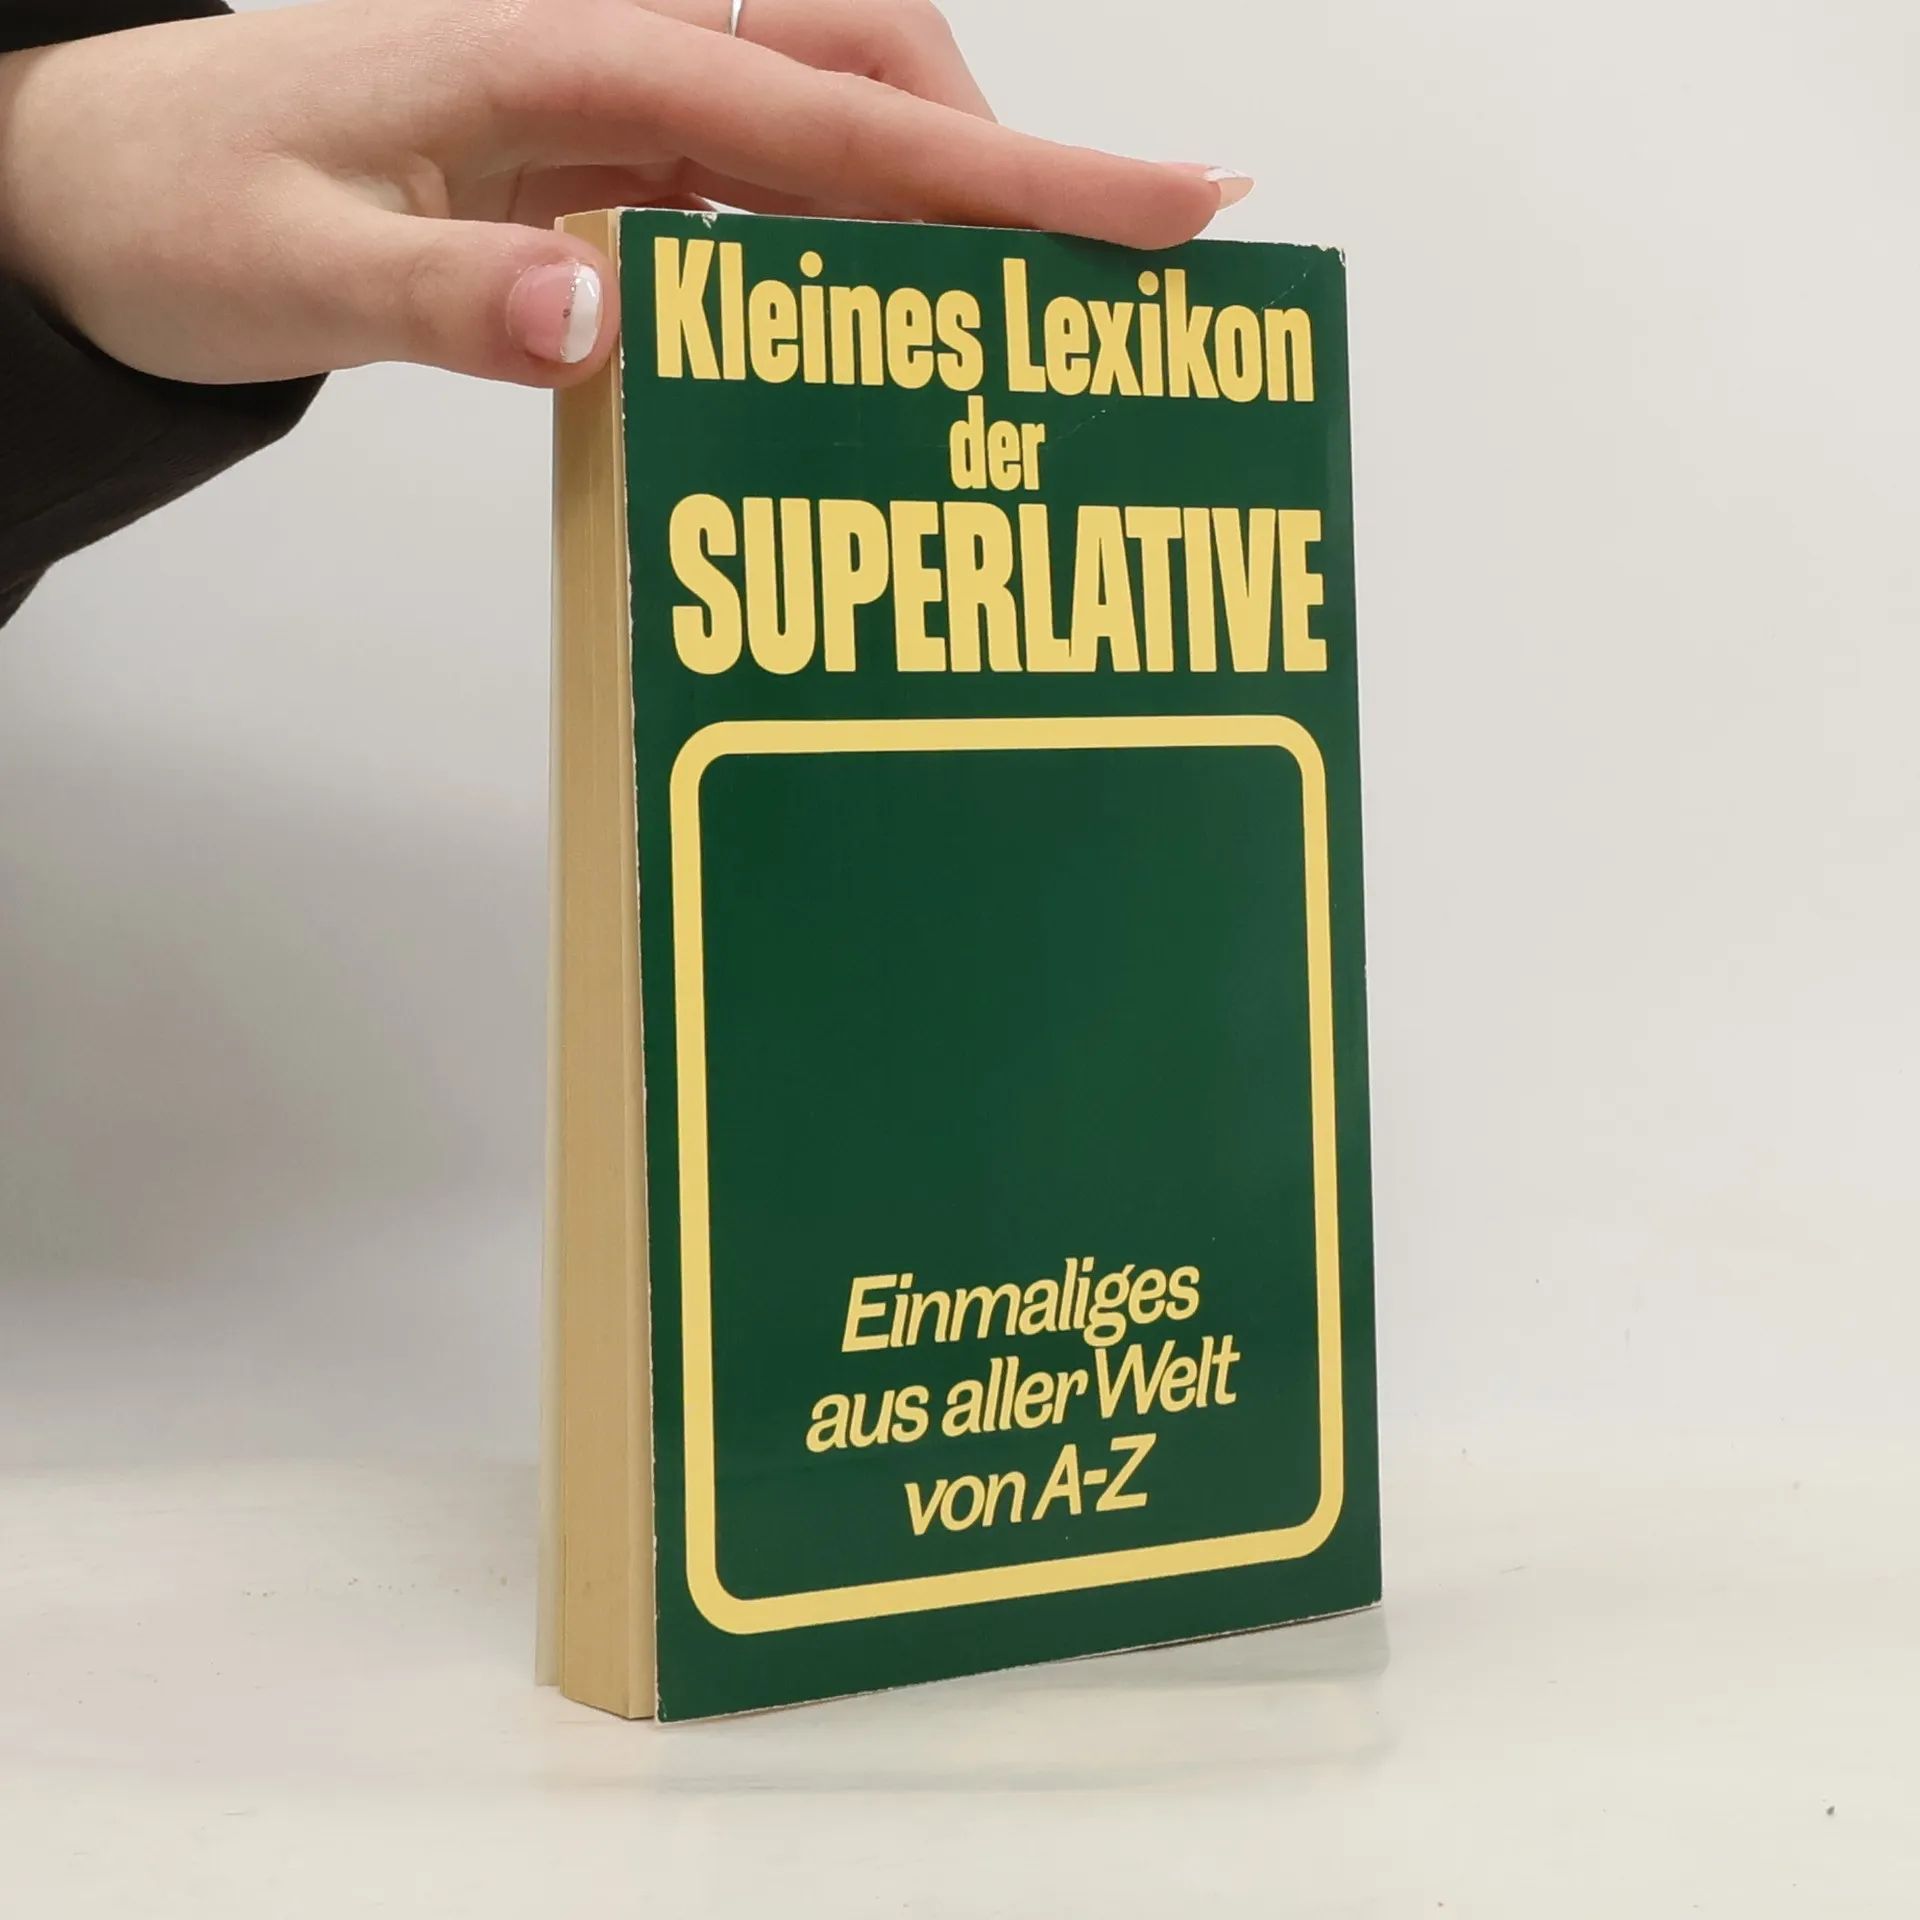 Kleines Lexikon
der
SUPERLATIVE
Einmaliges
aus aller Welt
von A-Z